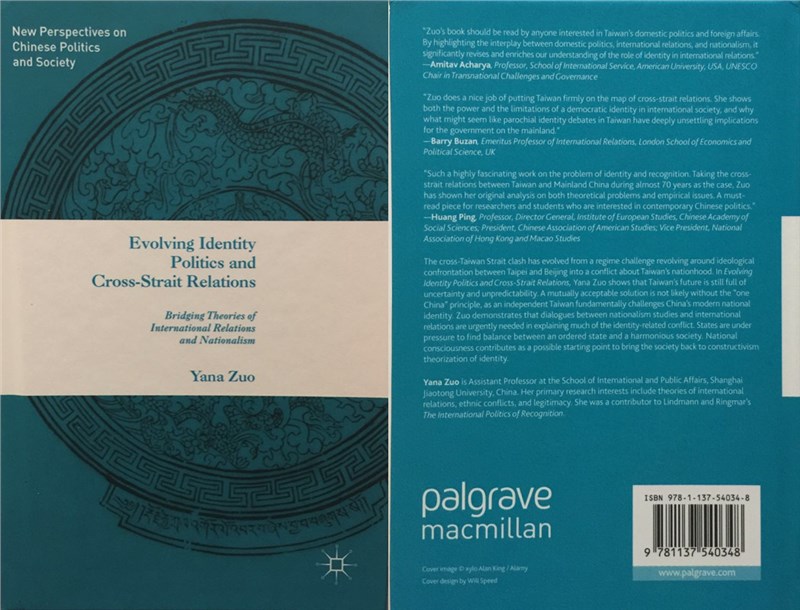 New Perspectives on
Chinese Politics
and Society
Evolving Identity
Politics and
Cross-Strait Relations
Bridging Theories of
International Relations
and Nationalism
Yana Zuo
"Zuo's book should be read by anyone interested in Taiwan's domestic politics and foreign affairs.
By highlighting the interplay between domestic politics, international relations, and nationalism, it
significantly revises and enriches our understanding of the role of identity in international relations."
—Amitav Acharya, Professor, School of International Service, American University, USA, UNESCO
Chair in Transnational Challenges and Governance
"Zuo does a nice job of putting Taiwan firmly on the map of cross-strait relations. She shows
both the power and the limitations of a democratic identity in international society, and why
what might seem like parochial identity debates in Taiwan have deeply unsettling implications
for the government on the mainland."
—Barry Buzan, Emeritus Professor of International Relations, London School of Economics and
Political Science, UK
"Such a highly fascinating work on the problem of identity and recognition. Taking the cross-
strait relations between Taiwan and Mainland China during almost 70 years as the case, Zuo
has shown her original analysis on both theoretical problems and empirical issues. A must-
read piece for researchers and students who are interested in contemporary Chinese politics."
—Huang Ping, Professor, Director General, Institute of European Studies, Chinese Academy of
Social Sciences; President, Chinese Association of American Studies; Vice President, National
Association of Hong Kong and Macao Studies
The cross-Taiwan Strait clash has evolved from a regime challenge revolving around ideological
confrontation between Taipei and Beijing into a conflict about Taiwan's nationhood. In Evolving
Identity Politics and Cross-Strait Relations, Yana Zuo shows that Taiwan's future is still full of
uncertainty and unpredictability. A mutually acceptable solution is not likely without the "one
China" principle, as an independent Taiwan fundamentally challenges China's modern national
identity. Zuo demonstrates that dialogues between nationalism studies and international
relations are urgently needed in explaining much of the identity-related conflict. States are under
pressure to find balance between an ordered state and a harmonious society. National
consciousness contributes as a possible starting point to bring the society back to constructivism
theorization of identity.
Yana Zuo is Assistant Professor at the School of International and Public Affairs, Shanghai
Jiaotong University, China. Her primary research interests include theories of international
relations, ethnic conflicts, and legitimacy. She was a contributor to Lindmann and Ringmar's
The International Politics of Recognition.
palgrave
macmillan
Cover image © xylo Alan King / Alamy
Cover design by Will Speed
ISBN 978-1-137-54034-8
9 781137 540348
www.palgrave.com